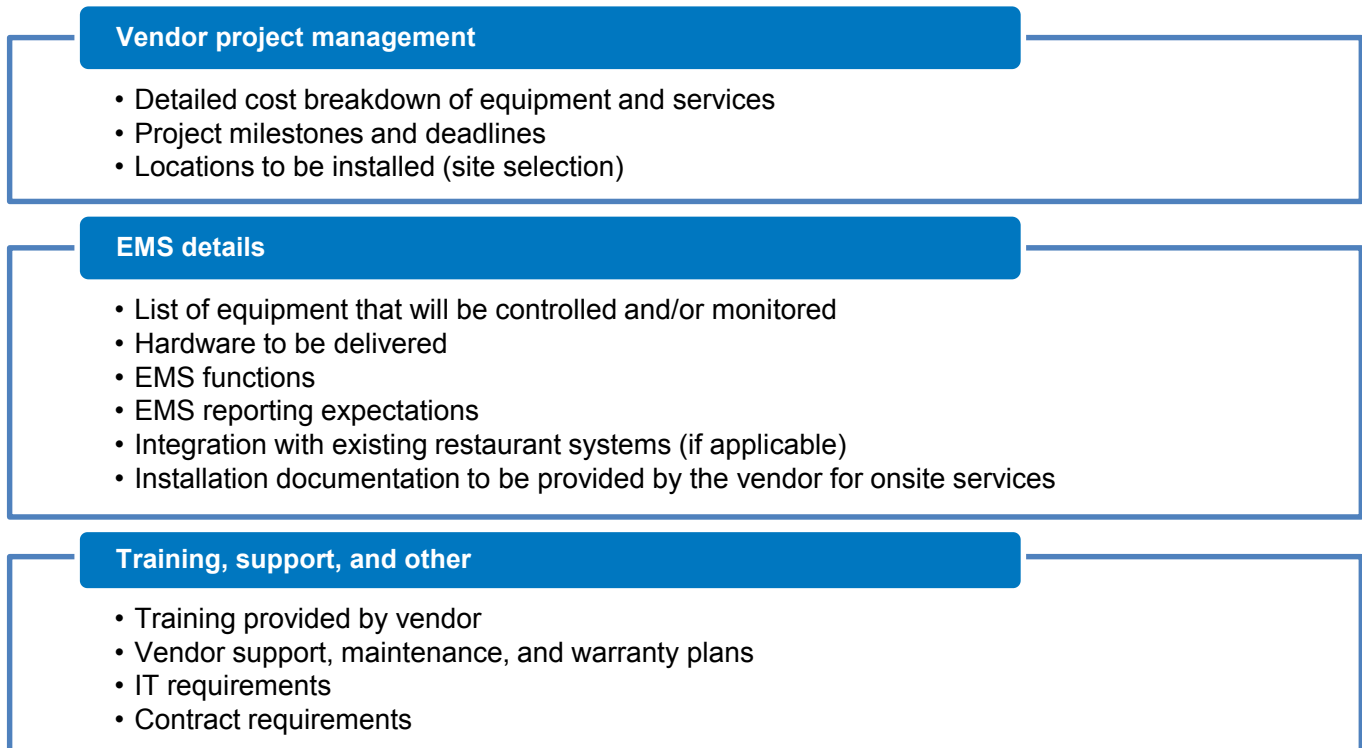 Vendor project management
• Detailed cost breakdown of equipment and services
• Project milestones and deadlines
• Locations to be installed (site selection)
EMS details
• List of equipment that will be controlled and/or monitored
• Hardware to be delivered
• EMS functions
• EMS reporting expectations
• Integration with existing restaurant systems (if applicable)
• Installation documentation to be provided by the vendor for onsite services
Training, support, and other
• Training provided by vendor
• Vendor support, maintenance, and warranty plans
• IT requirements
• Contract requirements